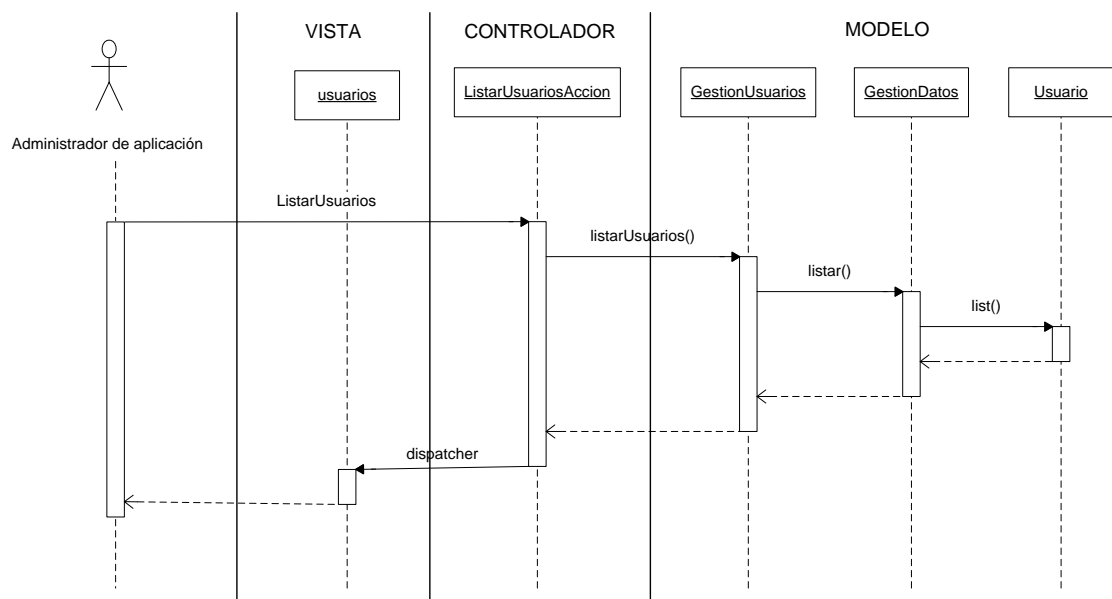 VISTA
CONTROLADOR
MODELO
usuarios
ListarUsuariosAccion
GestionUsuarios
GestionDatos
Usuario
Administrador de aplicación
ListarUsuarios
listarUsuarios()
listar()
list()
dispatcher